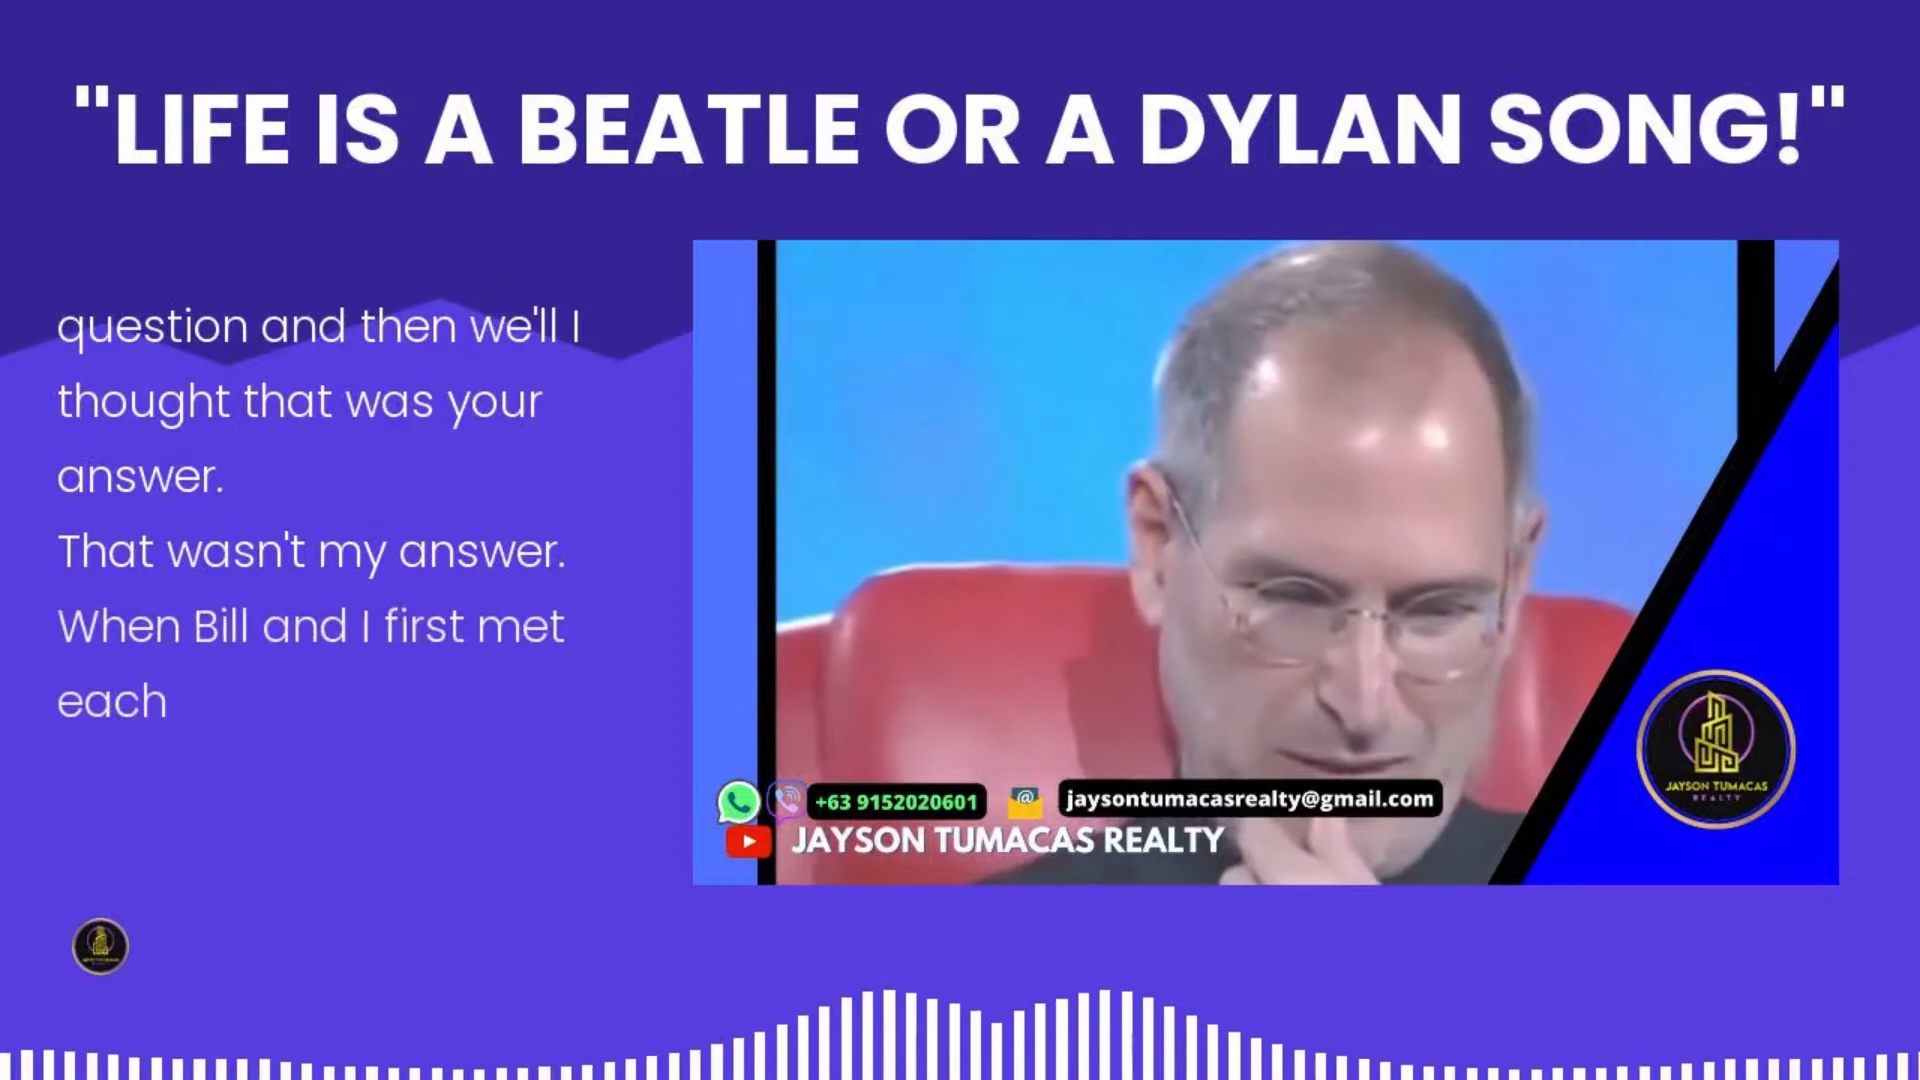 "LIFE IS A BEATLE OR A DYLAN SONG!"
question and then we'll I
thought that was your
answer.
That wasn't my answer.
When Bill and I first met
each
+63 9152020601
jaysontumacasrealty@gmail.com
JAYSON TUMACAS REALTY
JAYSON TUMACAS
REALTY